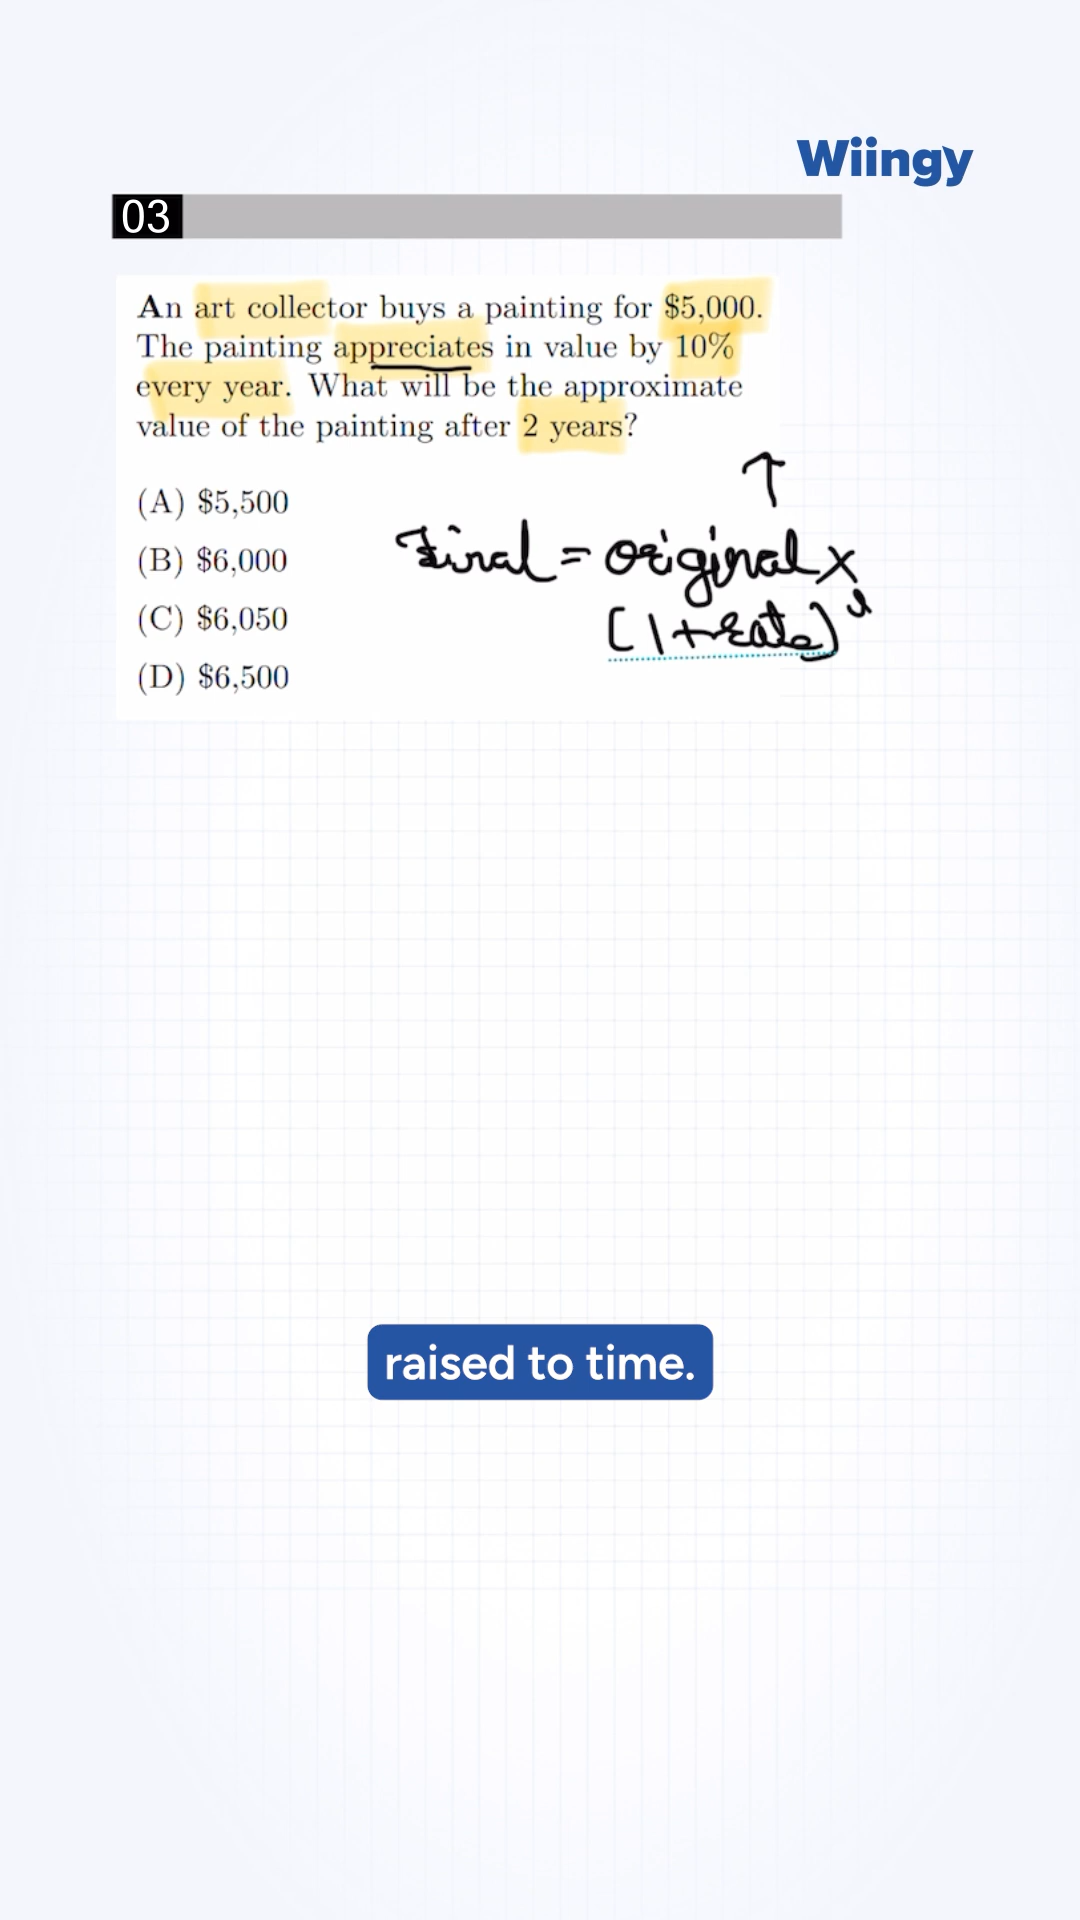 Wiingy
03
An art collector buys a painting for $5,000.
The painting appreciates in value by 10%
every year. What will be the approximate
value of the painting after 2 years?
(A) $5,500
(B) $6,000
(C) $6,050
(D) $6,500
↑
Final = original x
(1+rate)
raised to time.